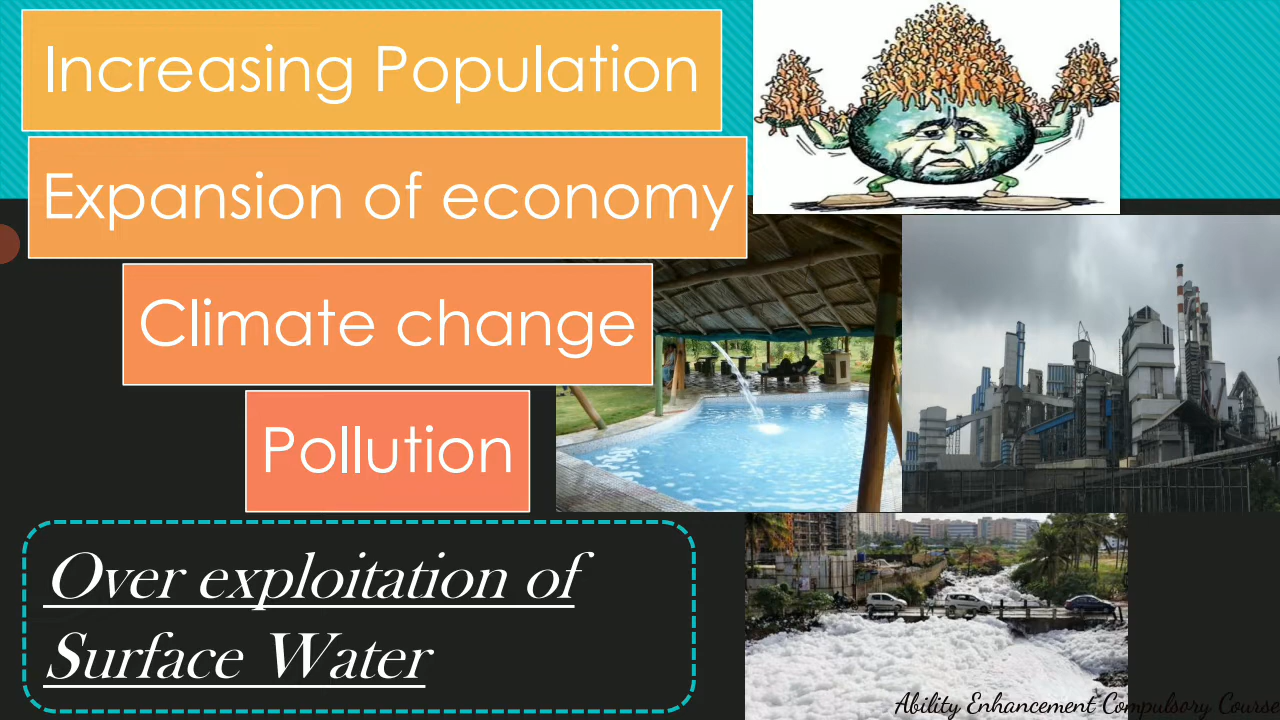 Increasing Population
Expansion of economy
Climate change
Pollution
Over exploitation of
Surface Water
Ability Enhancement Compulsory Course